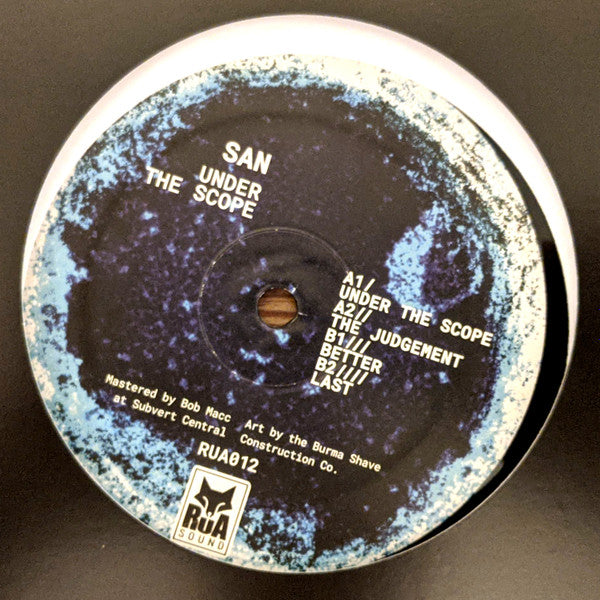 SAN
UNDER
THE SCOPE
A1/
UNDER THE SCOPE
A2//
THE JUDGEMENT
B1///
BETTER
B2////
LAST
Mastered by Bob Macc
at Subvert Central
Art by the Burma Shave
Construction Co.
RUA012
RuA
SOUND